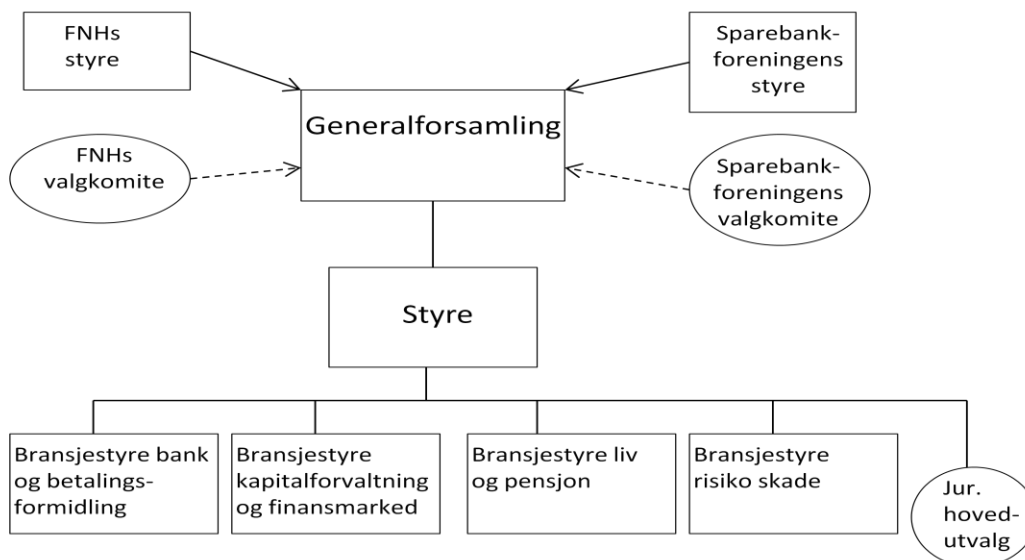 FNHs
styre
Sparebank-
foreningens
styre
Generalforsamling
FNHs
valgkomite
Sparebank-
foreningens
valgkomite
Styre
Bransjestyre bank
og betalings-
formidling
Bransjestyre
kapitalforvaltning
og finansmarked
Bransjestyre liv
og pensjon
Bransjestyre
risiko skade
Jur.
hoved-
utvalg